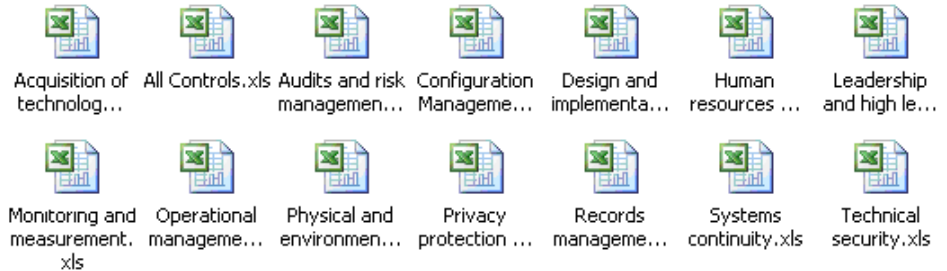 Acquisition of All Controls.xls Audits and risk Configuration Design and Human Leadership
technolog... managemen... Manageme... implementa... resources ... and high le...
Monitoring and Operational Physical and Privacy Records Systems Technical
measurement. manageme... environmen... protection ... manageme... continuity.xls security.xls
xls